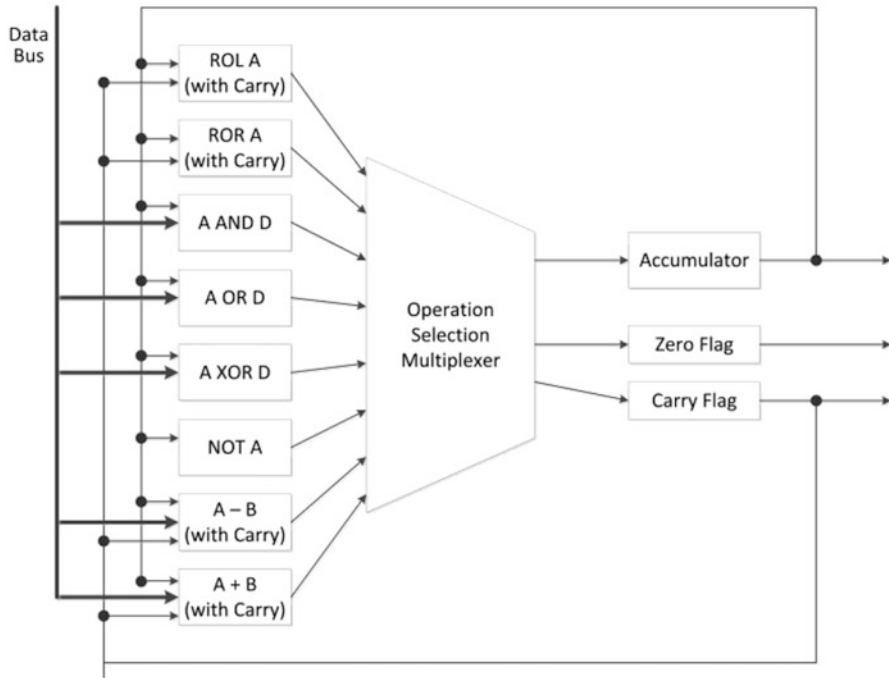 Data
Bus
ROL A
(with Carry)
ROR A
(with Carry)
A AND D
A OR D
A XOR D
NOT A
A – B
(with Carry)
A + B
(with Carry)
Operation
Selection
Multiplexer
Accumulator
Zero Flag
Carry Flag